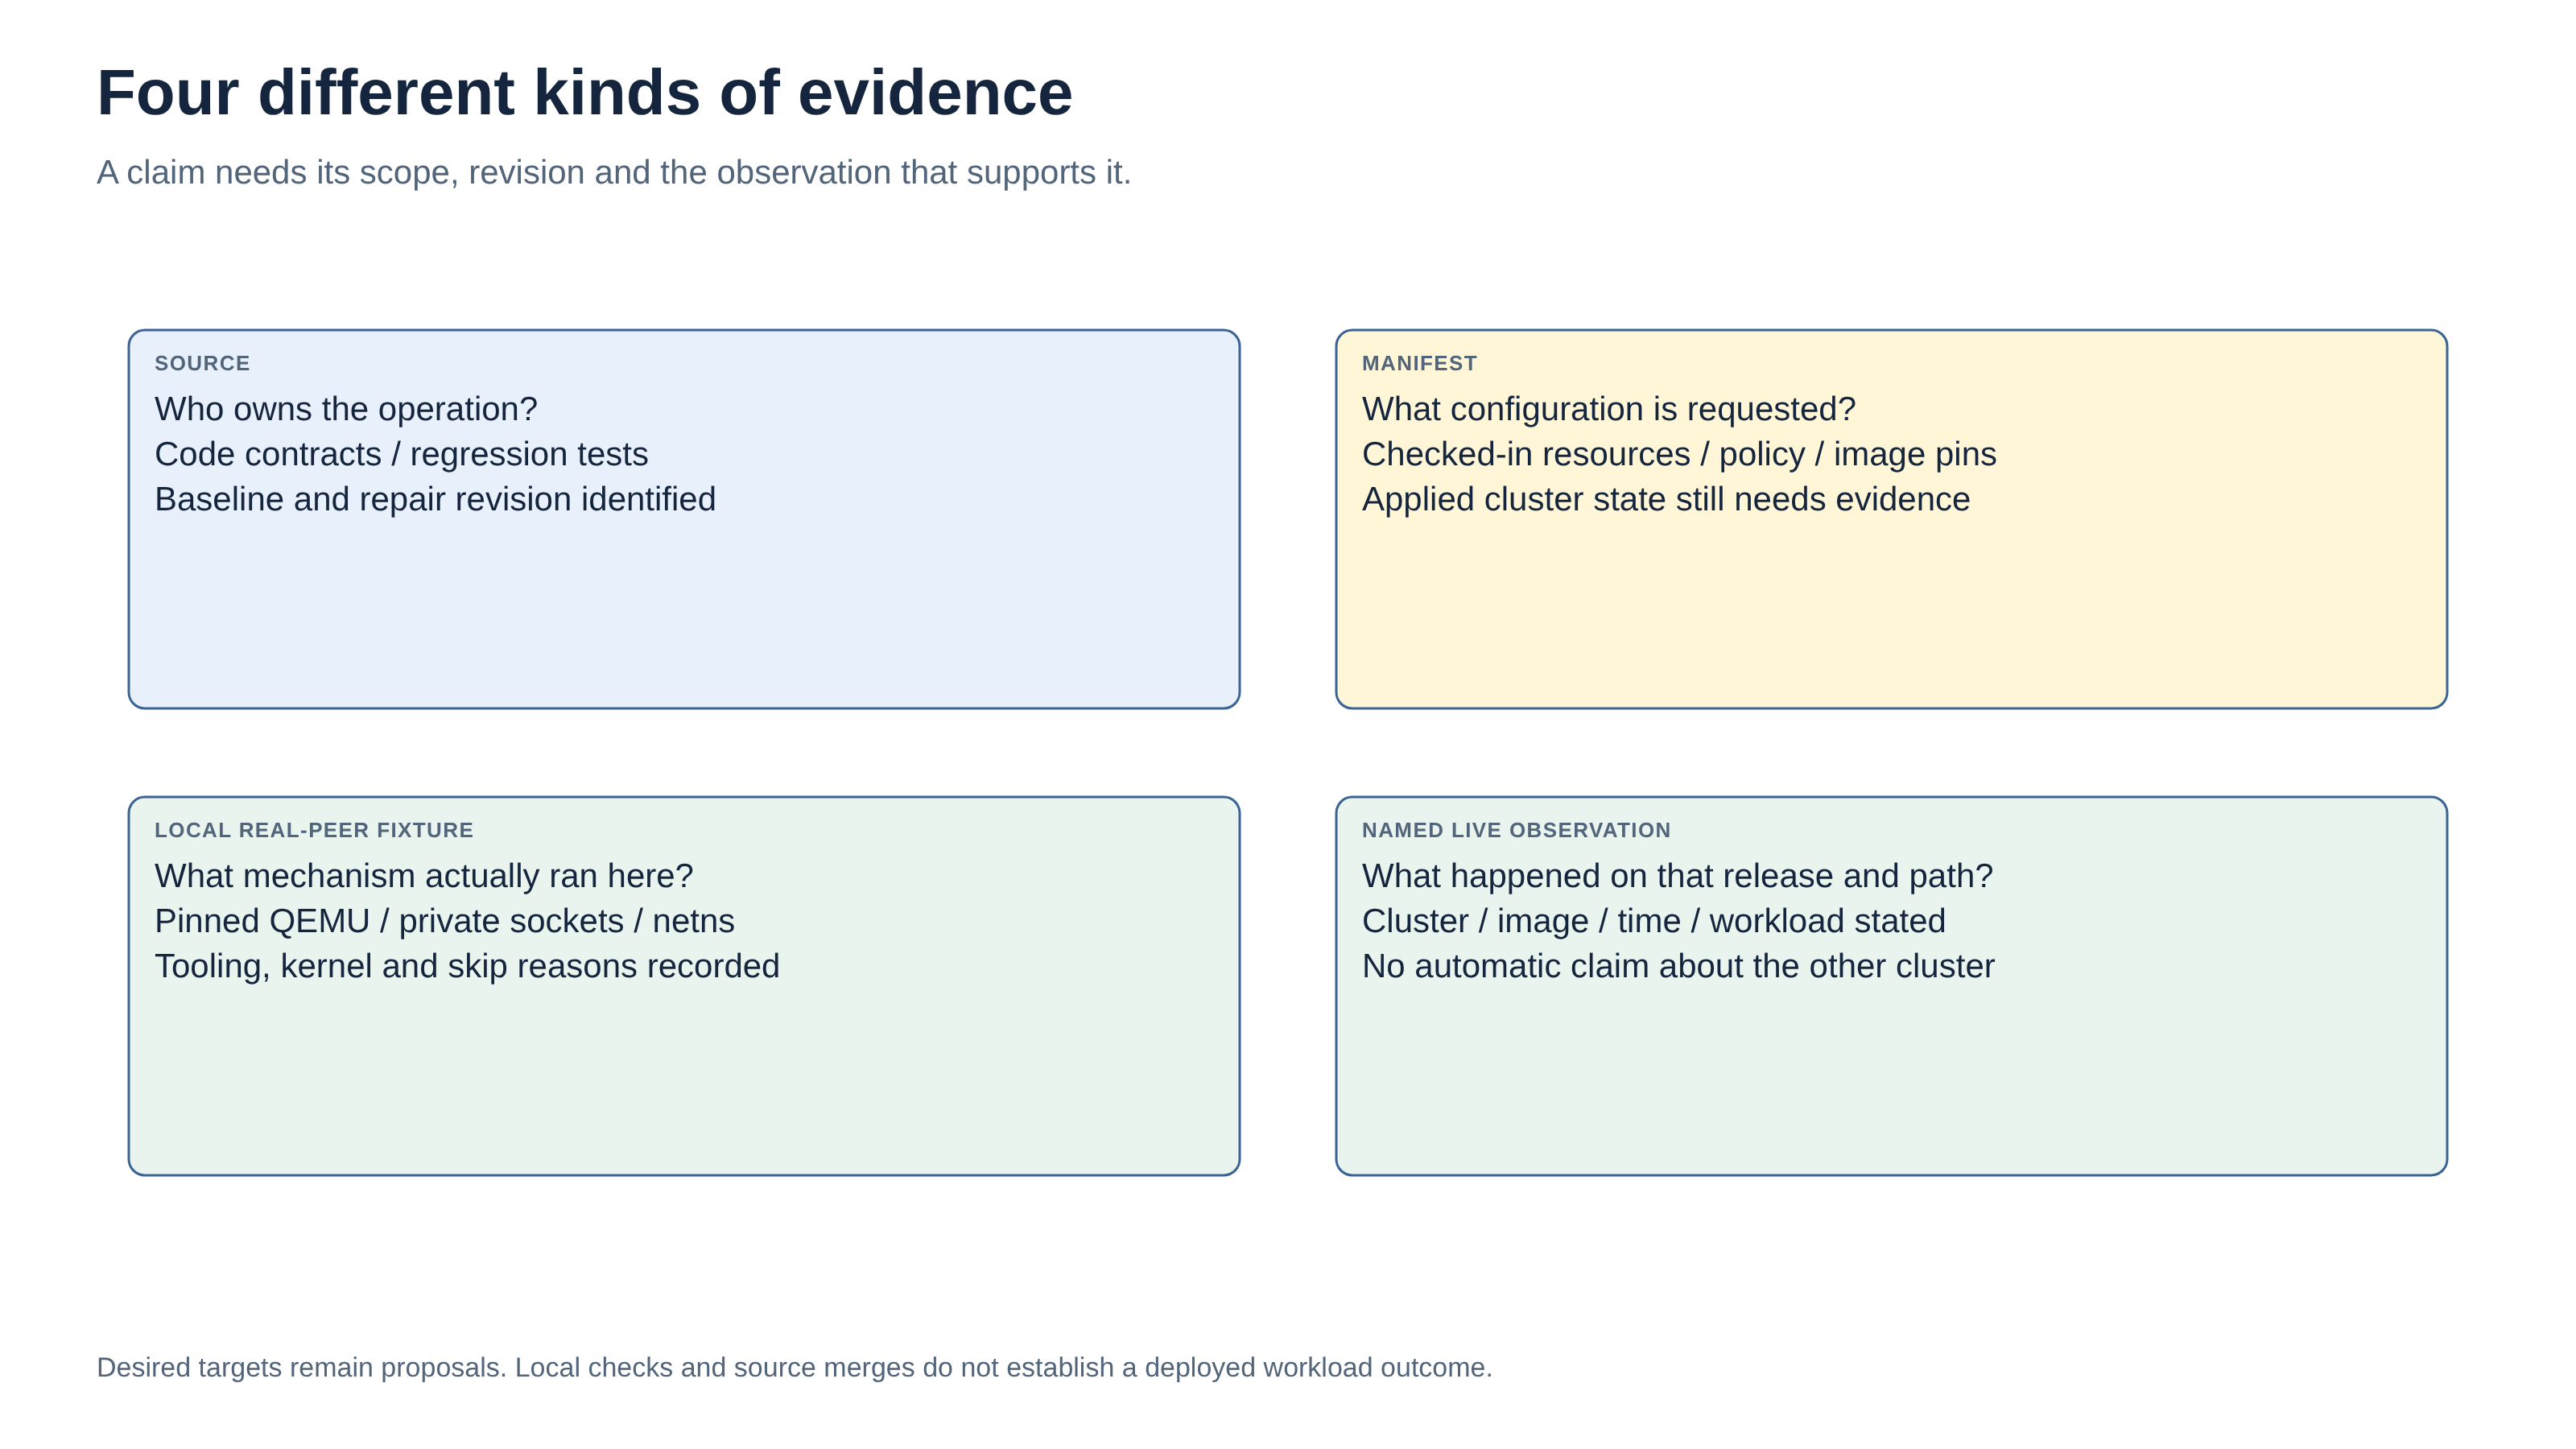 Four different kinds of evidence
A claim needs its scope, revision and the observation that supports it.
SOURCE
Who owns the operation?
Code contracts / regression tests
Baseline and repair revision identified
MANIFEST
What configuration is requested?
Checked-in resources / policy / image pins
Applied cluster state still needs evidence
LOCAL REAL-PEER FIXTURE
What mechanism actually ran here?
Pinned QEMU / private sockets / netns
Tooling, kernel and skip reasons recorded
NAMED LIVE OBSERVATION
What happened on that release and path?
Cluster / image / time / workload stated
No automatic claim about the other cluster
Desired targets remain proposals. Local checks and source merges do not establish a deployed workload outcome.